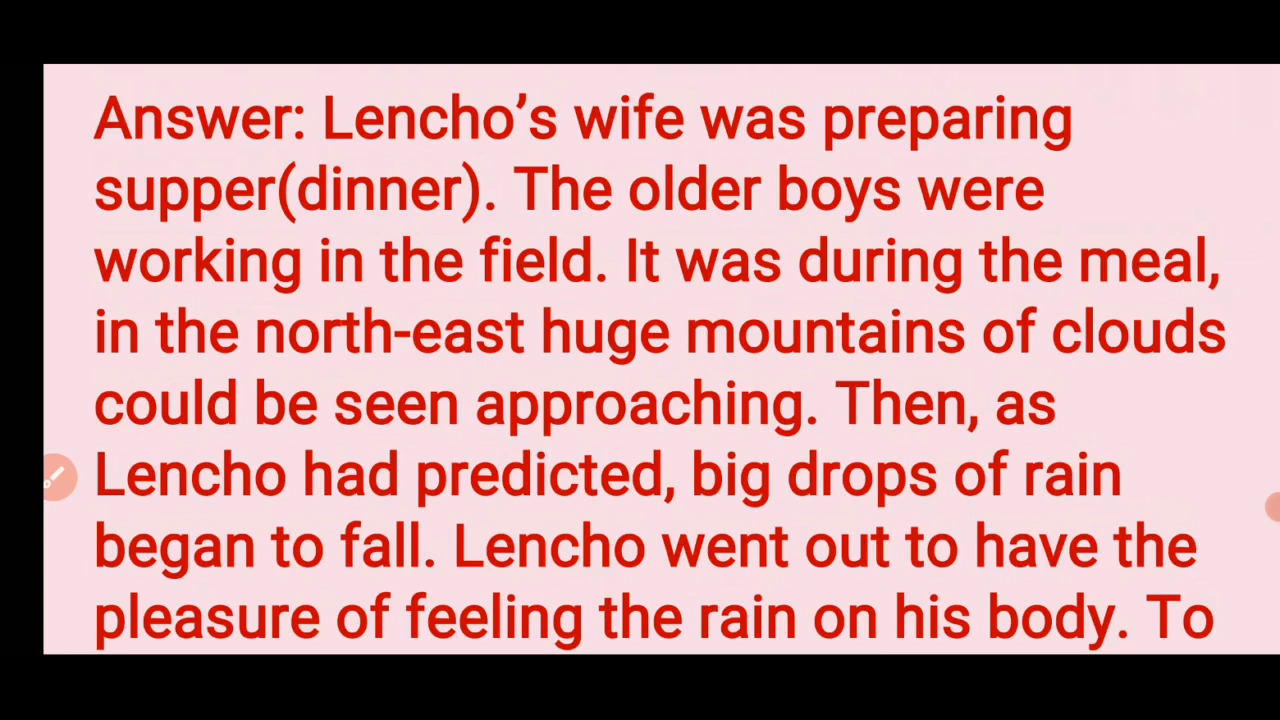 Answer: Lencho’s wife was preparing
supper(dinner). The older boys were
working in the field. It was during the meal,
in the north-east huge mountains of clouds
could be seen approaching. Then, as
Lencho had predicted, big drops of rain
began to fall. Lencho went out to have the
pleasure of feeling the rain on his body. To